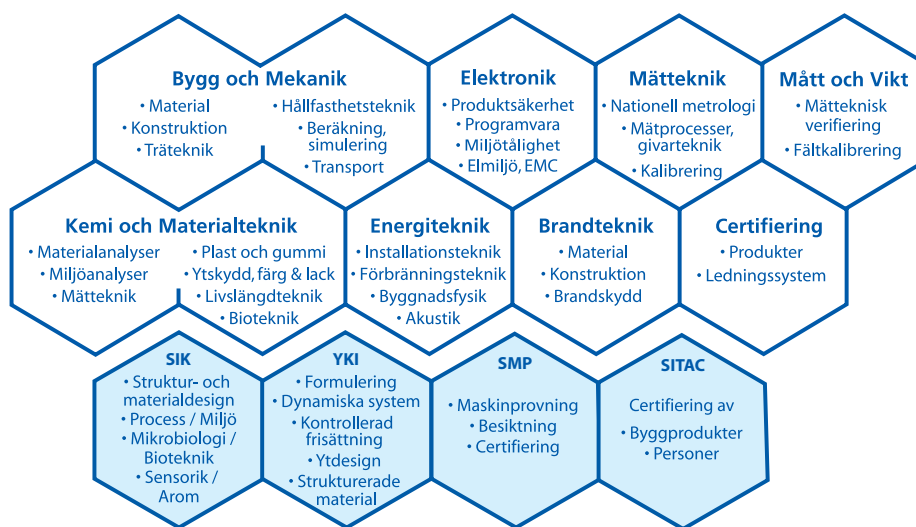 Bygg och Mekanik
• Material
• Konstruktion
• Träteknik
• Hållfasthetsteknik
• Beräkning,
simulering
• Transport
Elektronik
• Produktsäkerhet
• Programvara
• Miljötålighet
• Elmiljö, EMC
Mätteknik
• Nationell metrologi
• Mätprocesser,
givarteknik
• Kalibrering
Mått och Vikt
• Mätteknisk
verifiering
• Fältkalibrering
Kemi och Materialteknik
• Materialanalyser
• Miljöanalyser
• Mätteknik
• Plast och gummi
• Ytskydd, färg & lack
• Livslängdteknik
• Bioteknik
Energiteknik
• Installationsteknik
• Förbränningsteknik
• Byggnadsfysik
• Akustik
Brandteknik
• Material
• Konstruktion
• Brandskydd
Certifiering
• Produkter
• Ledningssystem
SIK
• Struktur- och
materialdesign
• Process / Miljö
• Mikrobiologi /
Bioteknik
• Sensorik /
Arom
YKI
• Formulering
• Dynamiska system
• Kontrollerad
frisättning
• Ytdesign
• Strukturerade
material
SMP
• Maskinprovning
• Besiktning
• Certifiering
SITAC
Certifiering av
• Byggprodukter
• Personer